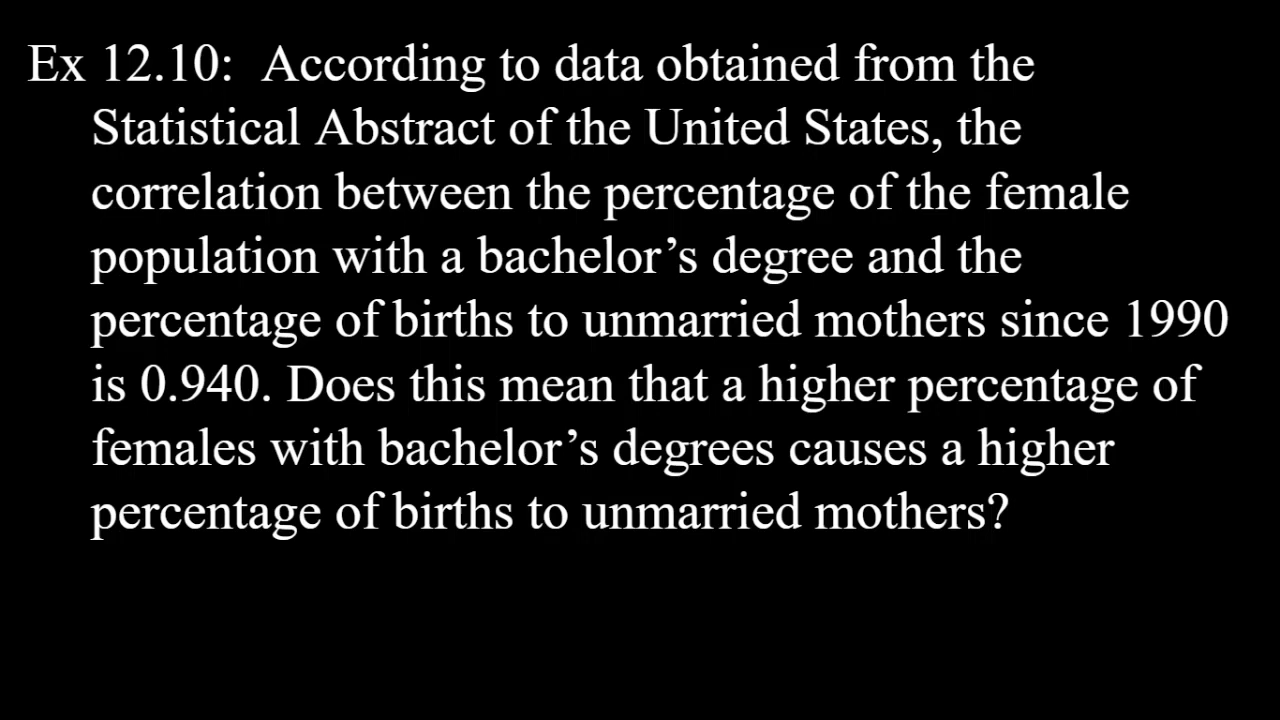 Ex 12.10:  According to data obtained from the
Statistical Abstract of the United States, the
correlation between the percentage of the female
population with a bachelor’s degree and the
percentage of births to unmarried mothers since 1990
is 0.940. Does this mean that a higher percentage of
females with bachelor’s degrees causes a higher
percentage of births to unmarried mothers?